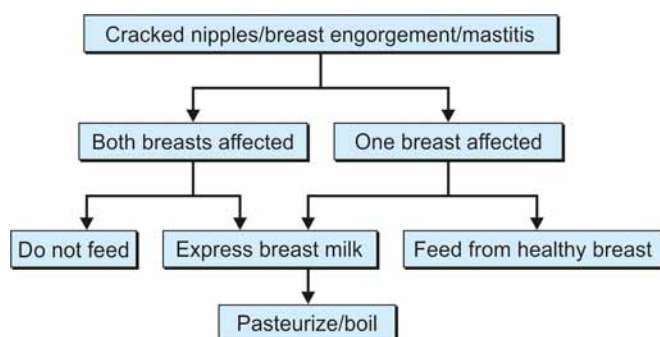 Cracked nipples/breast engorgement/mastitis
Both breasts affected
One breast affected
Do not feed
Express breast milk
Feed from healthy breast
Pasteurize/boil